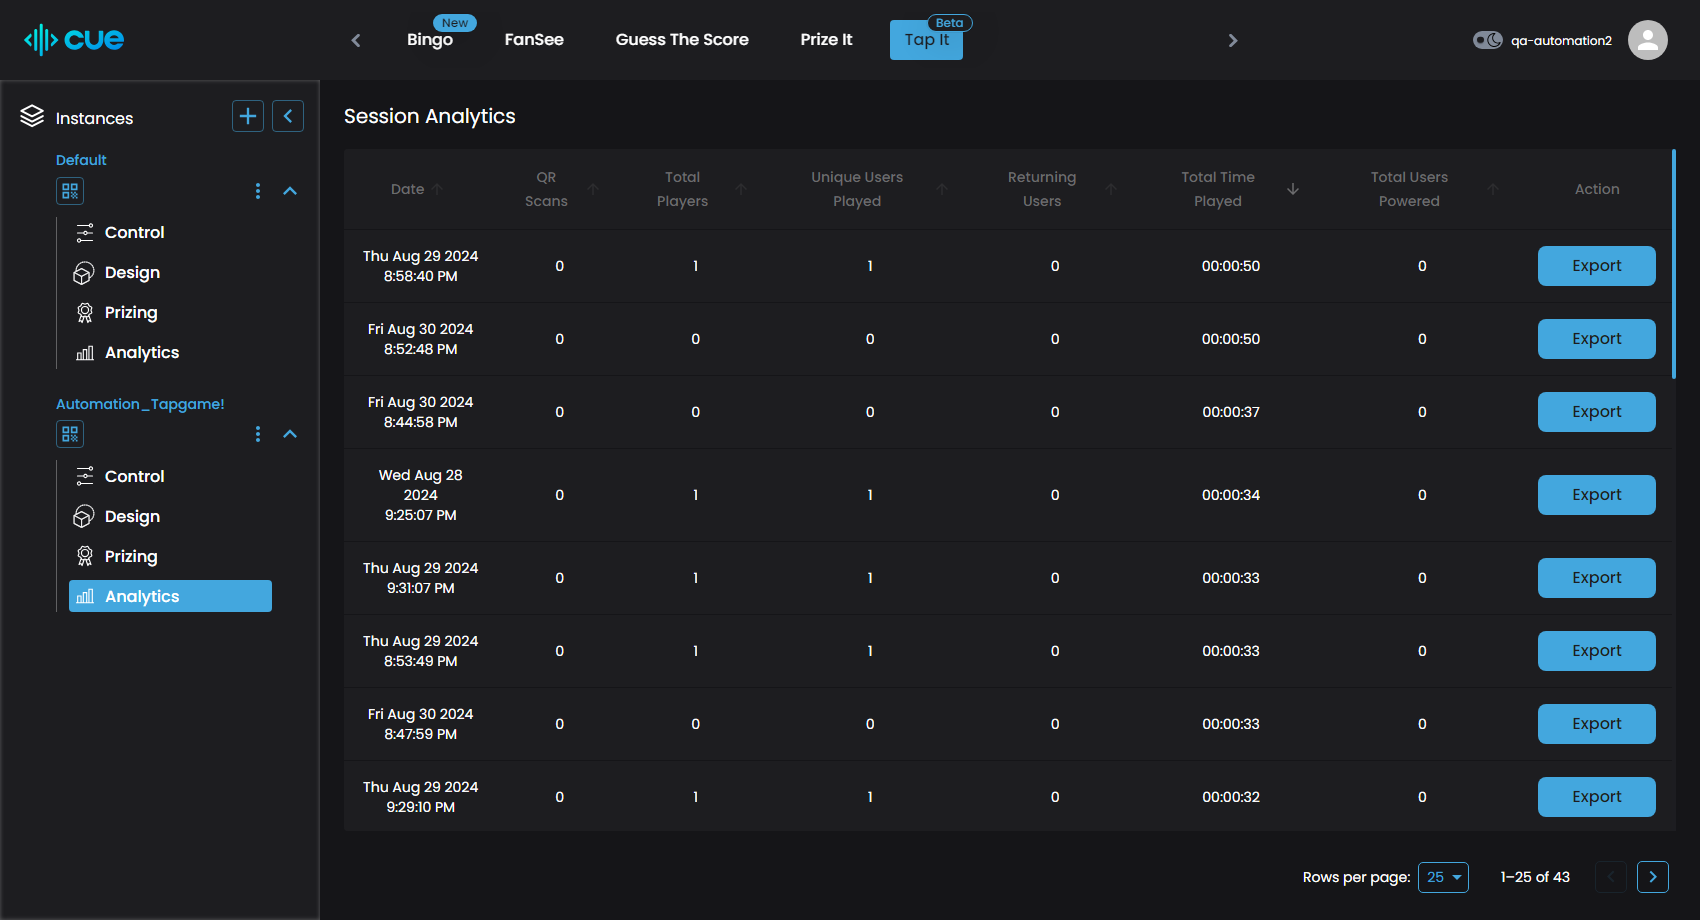 cue
Bingo New FanSee Guess The Score Prize It Tap It Beta
qa-automation2
Instances
Default
Control
Design
Prizing
Analytics
Automation_Tapgame!
Control
Design
Prizing
Analytics
Session Analytics
Date QR Scans Total Players Unique Users Played Returning Users Total Time Played Total Users Powered Action
Thu Aug 29 2024 8:58:40 PM 0 1 1 0 00:00:50 0 Export
Fri Aug 30 2024 8:52:48 PM 0 0 0 0 00:00:50 0 Export
Fri Aug 30 2024 8:44:58 PM 0 0 0 0 00:00:37 0 Export
Wed Aug 28 2024 9:25:07 PM 0 1 1 0 00:00:34 0 Export
Thu Aug 29 2024 9:31:07 PM 0 1 1 0 00:00:33 0 Export
Thu Aug 29 2024 8:53:49 PM 0 1 1 0 00:00:33 0 Export
Fri Aug 30 2024 8:47:59 PM 0 0 0 0 00:00:33 0 Export
Thu Aug 29 2024 9:29:10 PM 0 1 1 0 00:00:32 0 Export
Rows per page: 25 1–25 of 43